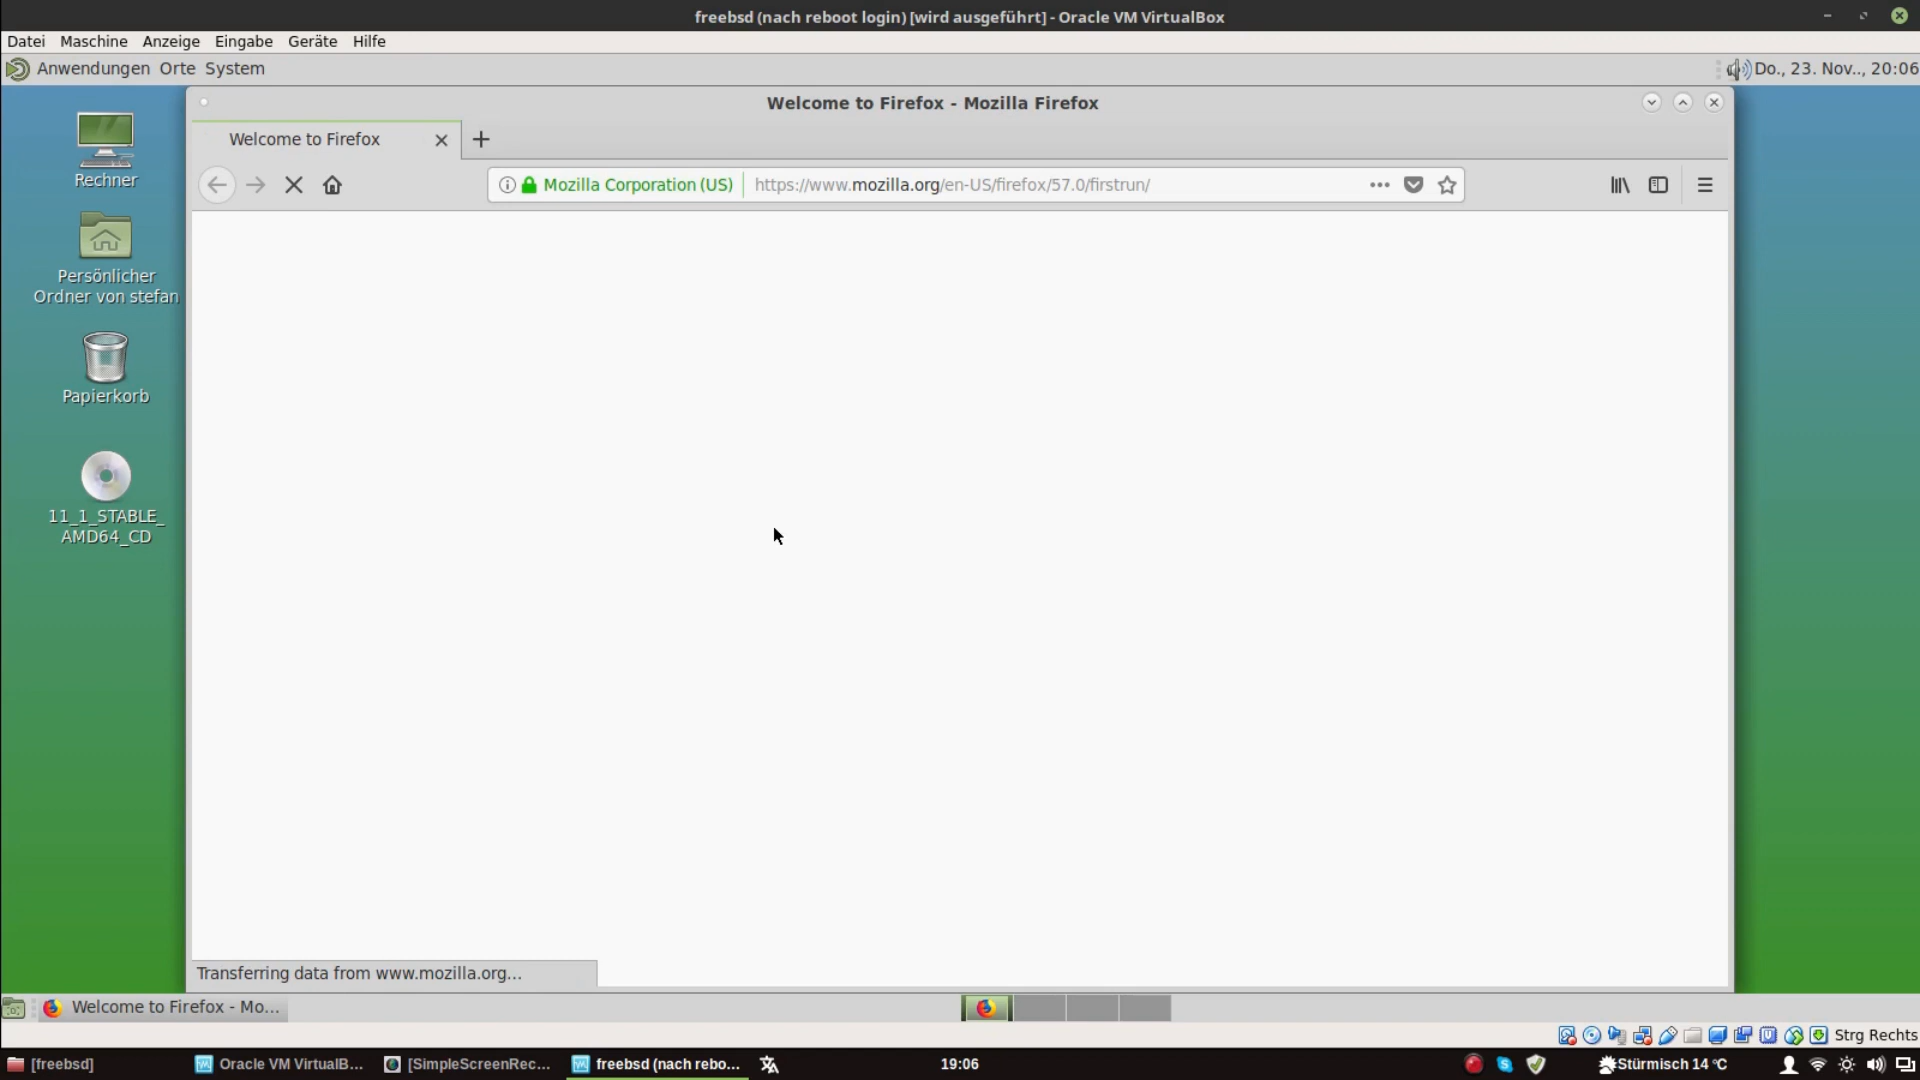 freebsd (nach reboot login) [wird ausgeführt] - Oracle VM VirtualBox
Datei Maschine Anzeige Eingabe Geräte Hilfe
Anwendungen Orte System
Do., 23. Nov.., 20:06
Welcome to Firefox - Mozilla Firefox
Welcome to Firefox
Mozilla Corporation (US)
https://www.mozilla.org/en-US/firefox/57.0/firstrun/
Rechner
Persönlicher
Ordner von stefan
Papierkorb
11_1_STABLE_
AMD64_CD
Transferring data from www.mozilla.org...
Welcome to Firefox - Mo...
Strg Rechts
[freebsd]
Oracle VM VirtualB...
[SimpleScreenRec...
freebsd (nach rebo...
19:06
Stürmisch 14 °C